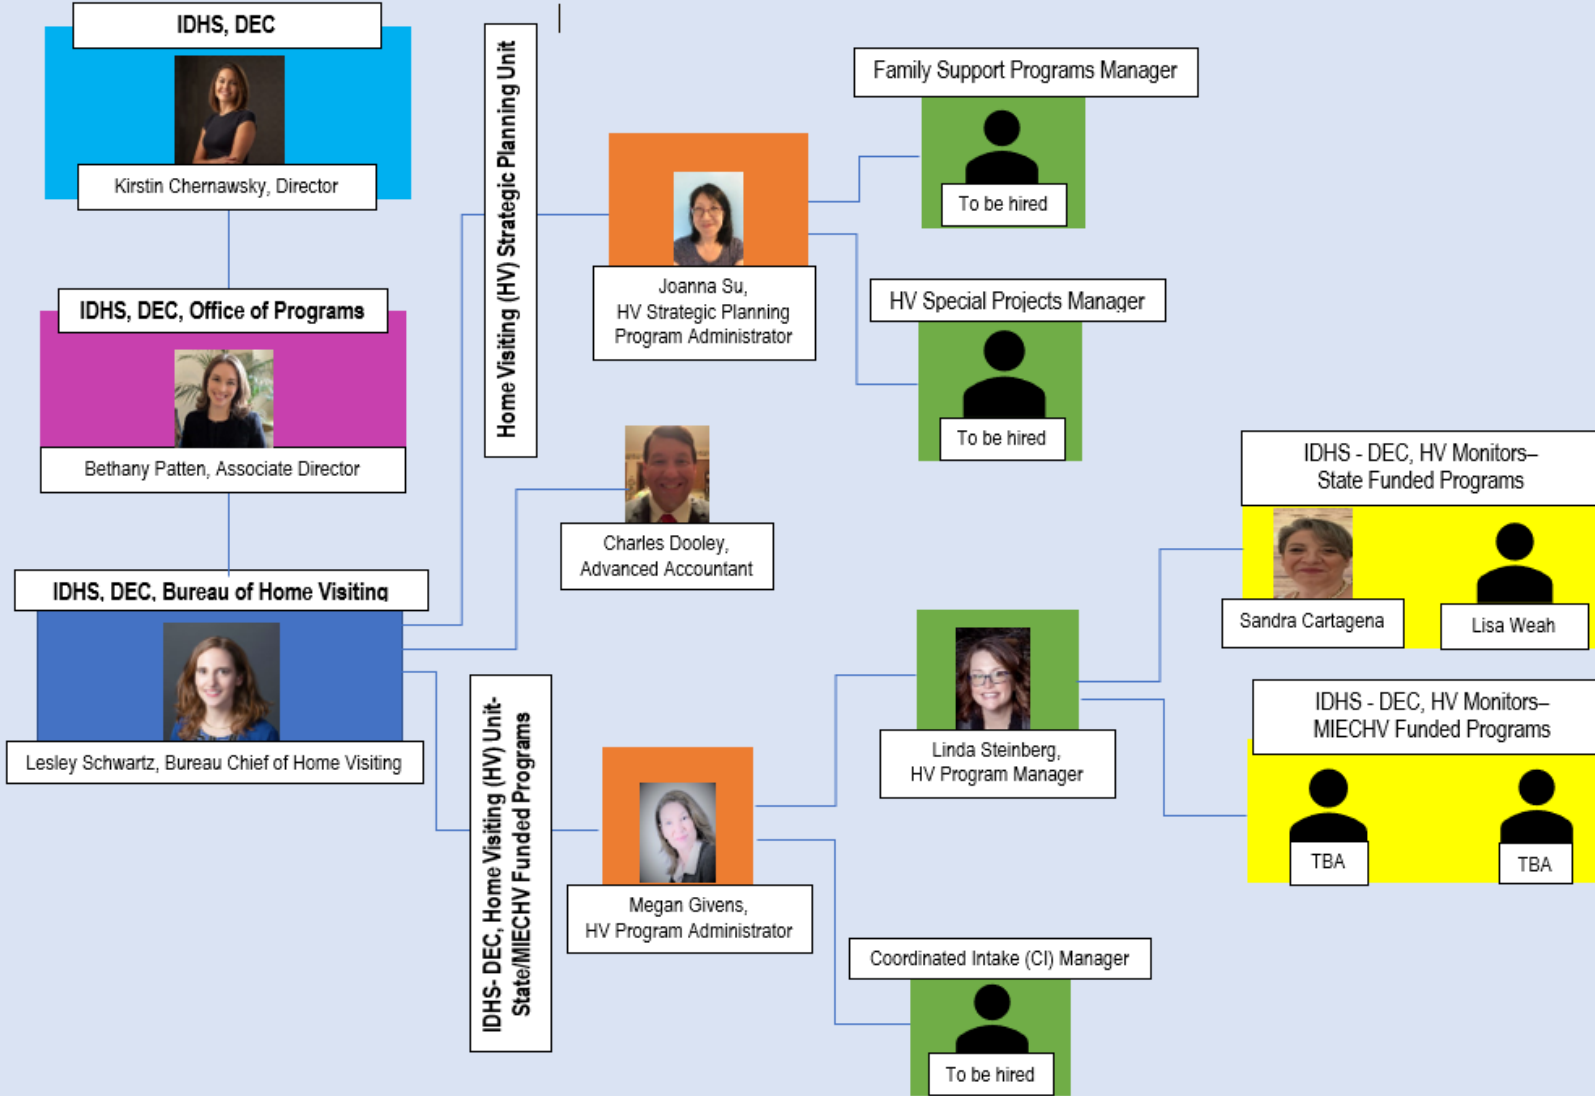 IDHS, DEC
Kirstin Chernawsky, Director
IDHS, DEC, Office of Programs
Bethany Patten, Associate Director
IDHS, DEC, Bureau of Home Visiting
Lesley Schwartz, Bureau Chief of Home Visiting
Home Visiting (HV) Strategic Planning Unit
Joanna Su,
HV Strategic Planning
Program Administrator
Family Support Programs Manager
To be hired
HV Special Projects Manager
To be hired
Charles Dooley,
Advanced Accountant
IDHS- DEC, Home Visiting (HV) Unit-
State/MIECHV Funded Programs
Megan Givens,
HV Program Administrator
Linda Steinberg,
HV Program Manager
IDHS - DEC, HV Monitors–
State Funded Programs
Sandra Cartagena
Lisa Weah
IDHS - DEC, HV Monitors–
MIECHV Funded Programs
TBA
TBA
Coordinated Intake (CI) Manager
To be hired